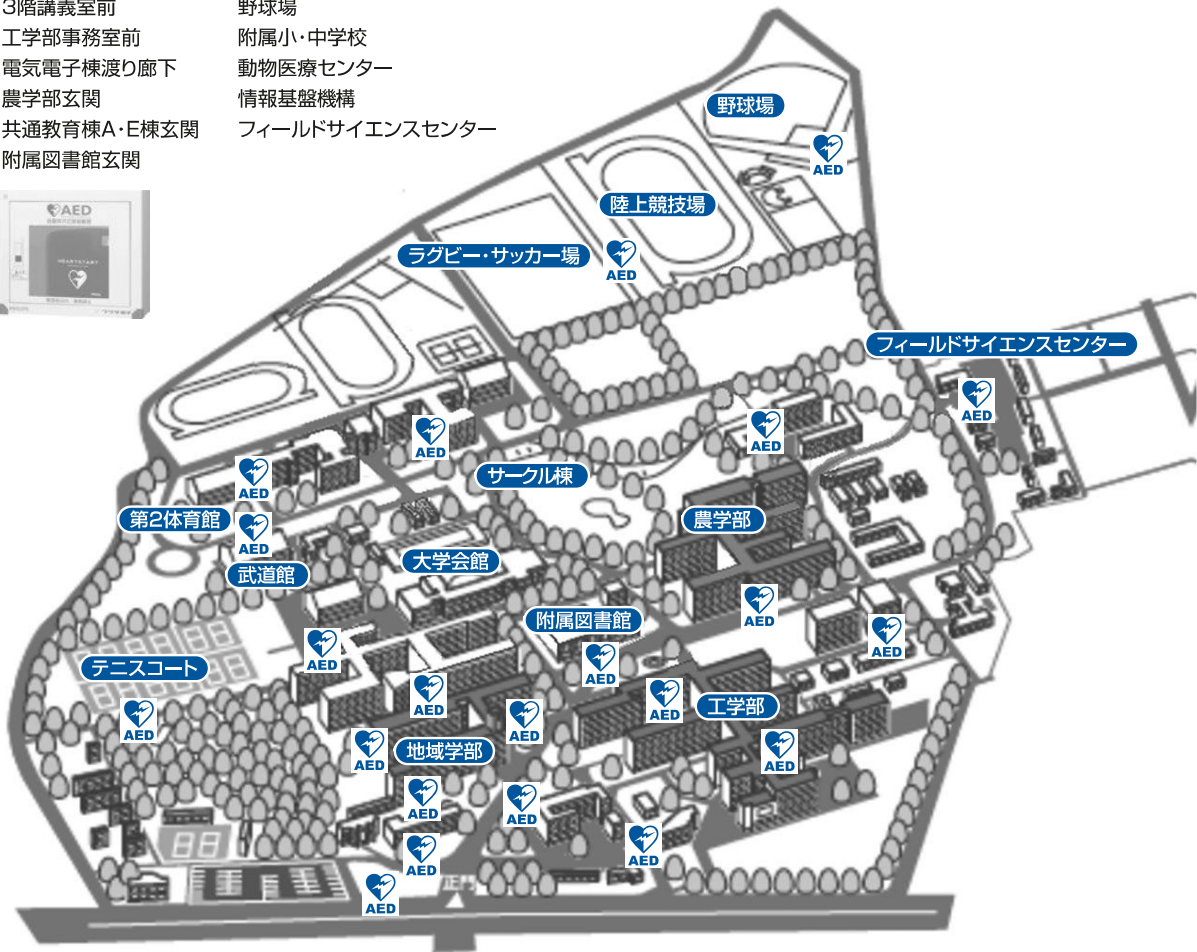 3階講義室前
工学部事務室前
電気電子棟渡り廊下
農学部玄関
共通教育棟A・E棟玄関
附属図書館玄関
野球場
附属小・中学校
動物医療センター
情報基盤機構
フィールドサイエンスセンター
AED
HEARTSTART
野球場
AED
陸上競技場
ラグビー・サッカー場
AED
フィールドサイエンスセンター
AED
AED
AED
サークル棟
AED
第2体育館
AED
農学部
大学会館
武道館
附属図書館
AED
AED
AED
AED
テニスコート
AED
AED
工学部
AED
AED
AED
地域学部
AED
AED
AED
AED
AED
AED
正門
AED